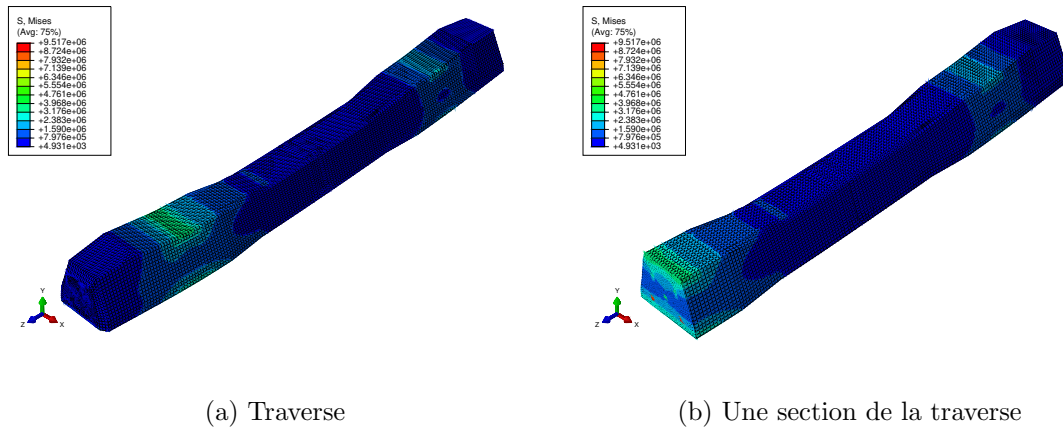 S, Mises
(Avg: 75%)
+9.517e+06
+8.724e+06
+7.932e+06
+7.139e+06
+6.346e+06
+5.554e+06
+4.761e+06
+3.968e+06
+3.176e+06
+2.383e+06
+1.590e+06
+7.976e+05
+4.931e+03
Y
Z
X
(a) Traverse
S, Mises
(Avg: 75%)
+9.517e+06
+8.724e+06
+7.932e+06
+7.139e+06
+6.346e+06
+5.554e+06
+4.761e+06
+3.968e+06
+3.176e+06
+2.383e+06
+1.590e+06
+7.976e+05
+4.931e+03
Y
Z
X
(b) Une section de la traverse